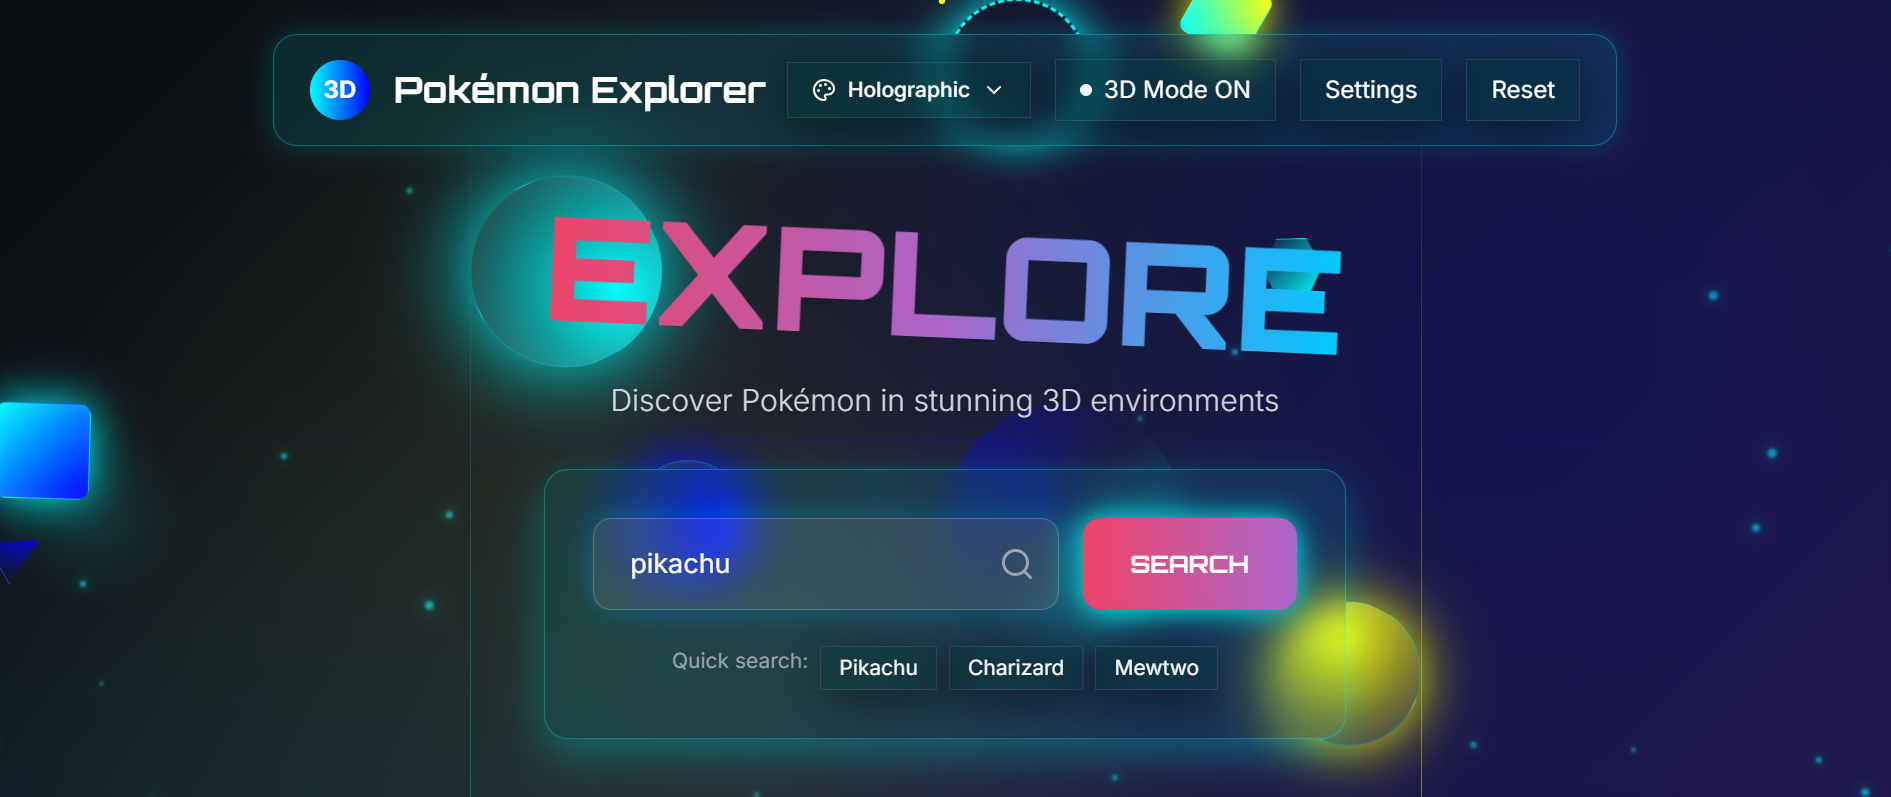 3D Pokémon Explorer Holographic 3D Mode ON Settings Reset
EXPLORE
Discover Pokémon in stunning 3D environments
pikachu SEARCH
Quick search: Pikachu Charizard Mewtwo